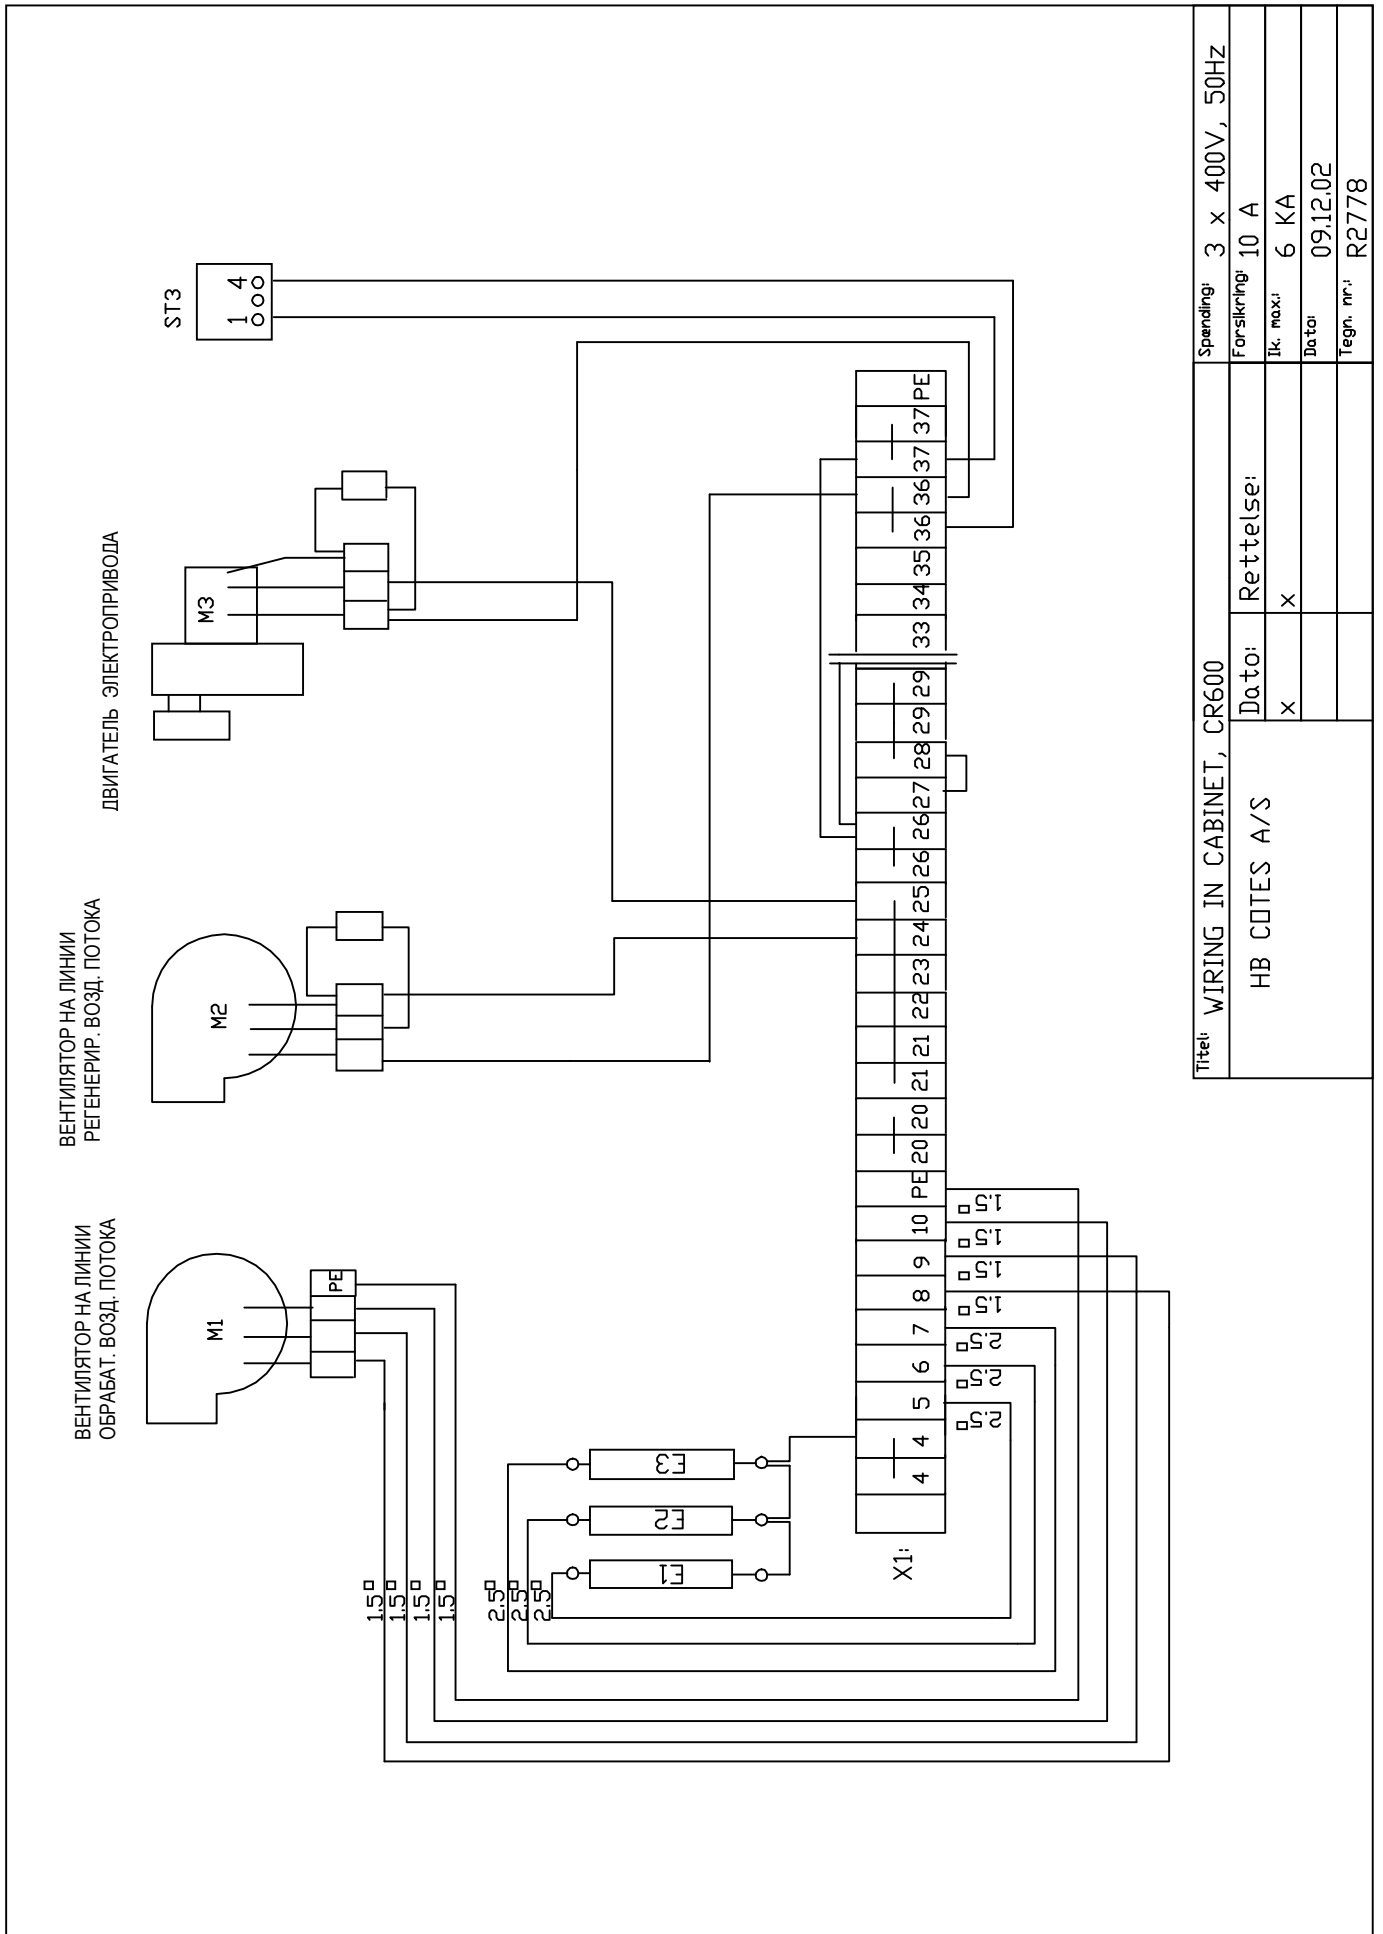 ВЕНТИЛЯТОР НА ЛИНИИ
ОБРАБАТ. ВОЗД. ПОТОКА
ВЕНТИЛЯТОР НА ЛИНИИ
РЕГЕНЕРИР. ВОЗД. ПОТОКА
ДВИГАТЕЛЬ ЭЛЕКТРОПРИВОДА
ST3
1 4
M1
PE
M2
M3
1.5
1.5
1.5
1.5
2.5
2.5
2.5
E1
E2
E3
X1:
4 4 5 6 7 8 9 10 PE 20 20 21 21 22 23 24 25 26 26 27 28 29 29 33 34 35 36 36 37 37 PE
2.5
2.5
2.5
1.5
1.5
1.5
1.5
Titel: WIRING IN CABINET, CR600
HB COTES A/S
Dato: Rettelse:
x x
Spænding: 3 x 400V, 50Hz
Forsikring: 10 A
Ik. max.: 6 KA
Dato: 09.12.02
Tegn. nr.: R2778